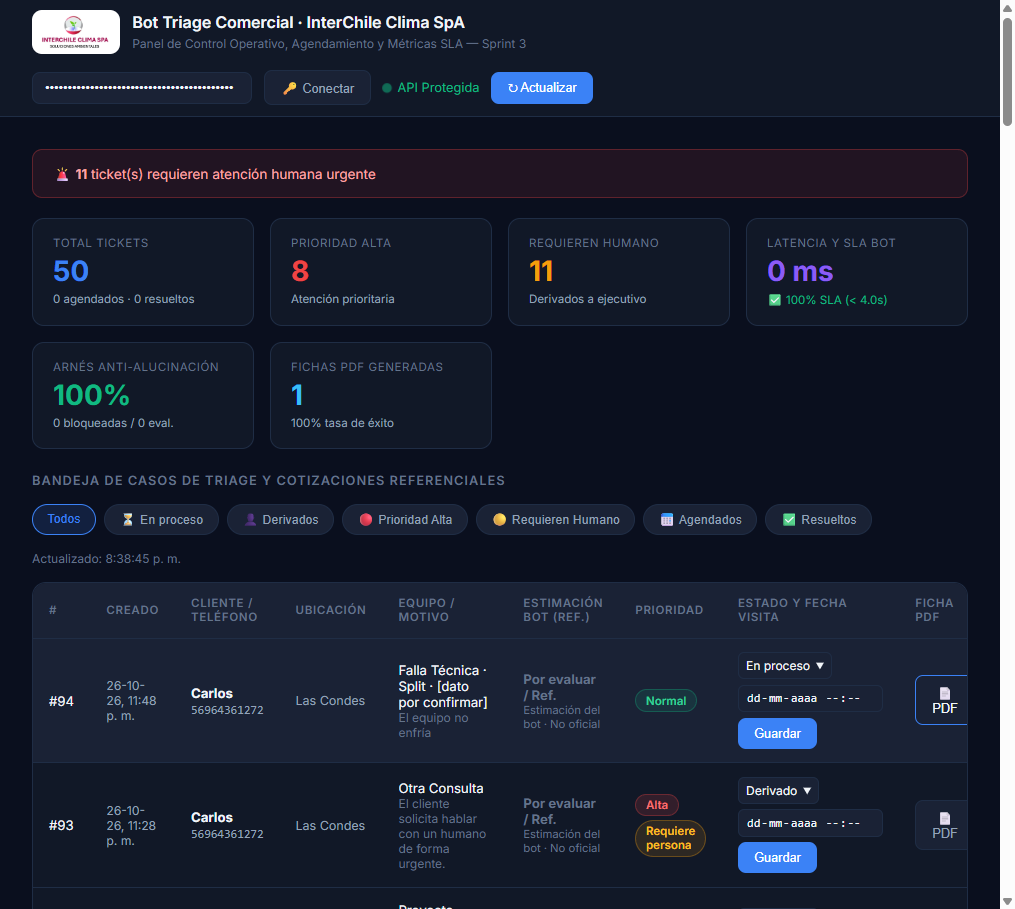 INTERCHILE CLIMA SPA
SOLUCIONES AMBIENTALES
Bot Triage Comercial · InterChile Clima SpA
Panel de Control Operativo, Agendamiento y Métricas SLA — Sprint 3
Conectar
API Protegida
↻ Actualizar
11 ticket(s) requieren atención humana urgente
TOTAL TICKETS
50
0 agendados · 0 resueltos
PRIORIDAD ALTA
8
Atención prioritaria
REQUIEREN HUMANO
11
Derivados a ejecutivo
LATENCIA Y SLA BOT
0 ms
100% SLA (< 4.0s)
ARNÉS ANTI-ALUCINACIÓN
100%
0 bloqueadas / 0 eval.
FICHAS PDF GENERADAS
1
100% tasa de éxito
BANDEJA DE CASOS DE TRIAGE Y COTIZACIONES REFERENCIALES
Todos
En proceso
Derivados
Prioridad Alta
Requieren Humano
Agendados
Resueltos
Actualizado: 8:38:45 p. m.
#
CREADO
CLIENTE /
TELÉFONO
UBICACIÓN
EQUIPO /
MOTIVO
ESTIMACIÓN
BOT (REF.)
PRIORIDAD
ESTADO Y FECHA
VISITA
FICHA
PDF
#94
26-10-
26, 11:48
p. m.
Carlos
56964361272
Las Condes
Falla Técnica ·
Split · [dato
por confirmar]
El equipo no
enfría
Por evaluar
/ Ref.
Estimación del
bot · No oficial
Normal
En proceso
dd-mm-aaaa --:--
Guardar
PDF
#93
26-10-
26, 11:28
p. m.
Carlos
56964361272
Las Condes
Otra Consulta
El cliente
solicita hablar
con un humano
de forma
urgente.
Por evaluar
/ Ref.
Estimación del
bot · No oficial
Alta
Requiere
persona
Derivado
dd-mm-aaaa --:--
Guardar
PDF
Proyecto